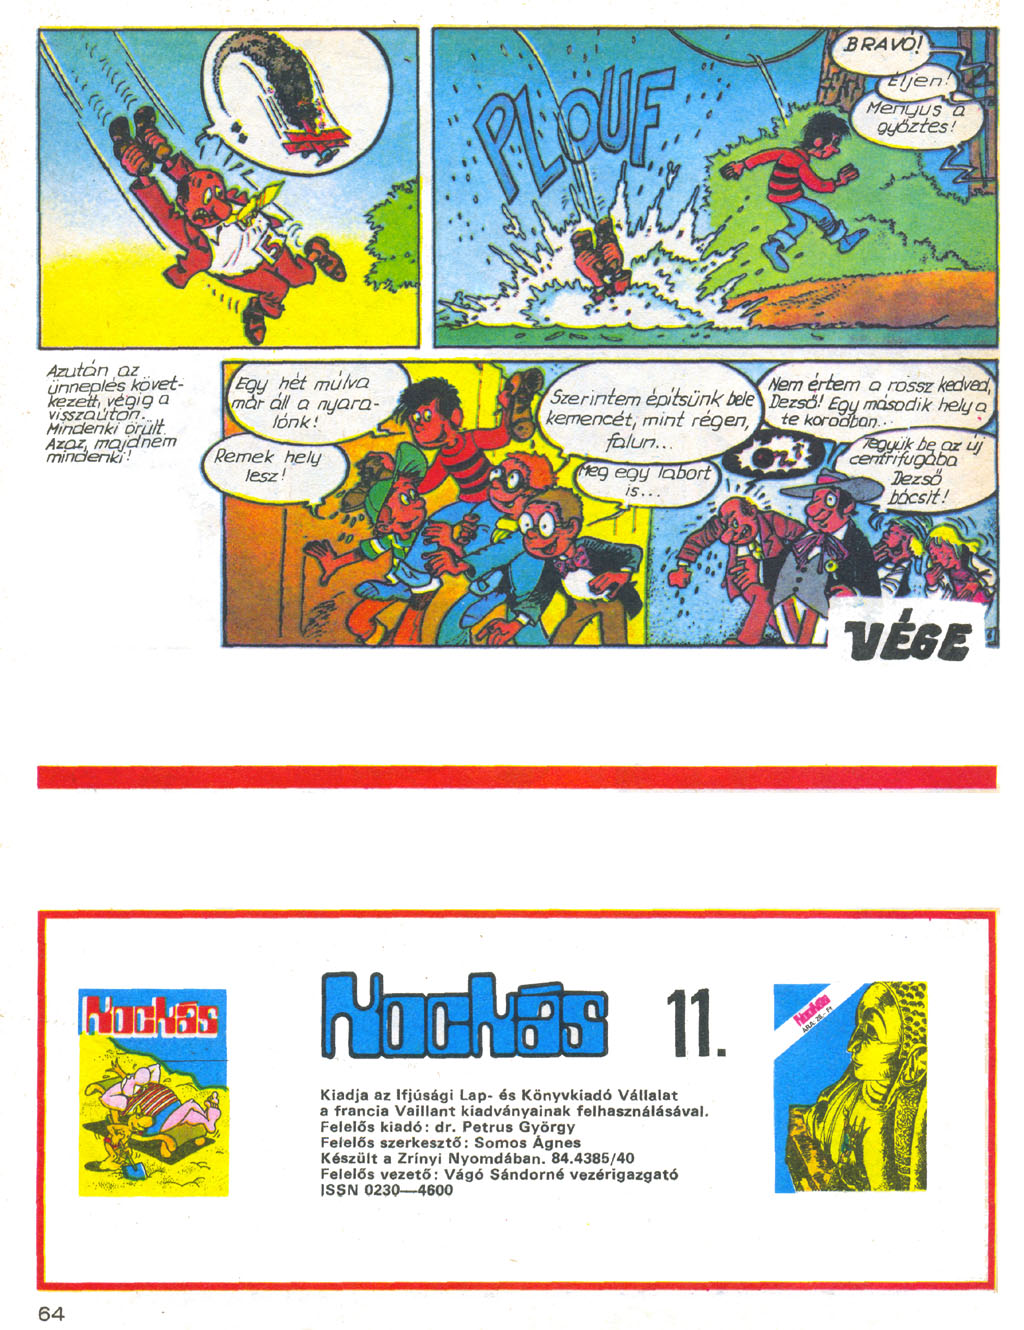 PLOUF
BRAVO!
Éljen!
Menyus a
győztes!
Azután az
ünneplés követ-
kezett, végig a
visszaúton.
Mindenki örült.
Azaz, majdnem
mindenki!
Egy hét múlva
már áll a nyara-
lónk!
Remek hely
lesz!
Szerintem építsünk bele
kemencét, mint régen,
falun...
Meg egy labort
is...
Nem értem a rossz kedved,
Dezső! Egy második hely a
te korodban...
Tegyük be az új
centrifugába
Dezső
bácsit!
VÉGE
Kockás
Kockás
11.
Kockás
ÁRA: 28,- Ft
Kiadja az Ifjúsági Lap- és Könyvkiadó Vállalat
a francia Vaillant kiadványainak felhasználásával.
Felelős kiadó: dr. Petrus György
Felelős szerkesztő: Somos Ágnes
Készült a Zrínyi Nyomdában. 84.4385/40
Felelős vezető: Vágó Sándorné vezérigazgató
ISSN 0230—4600
64